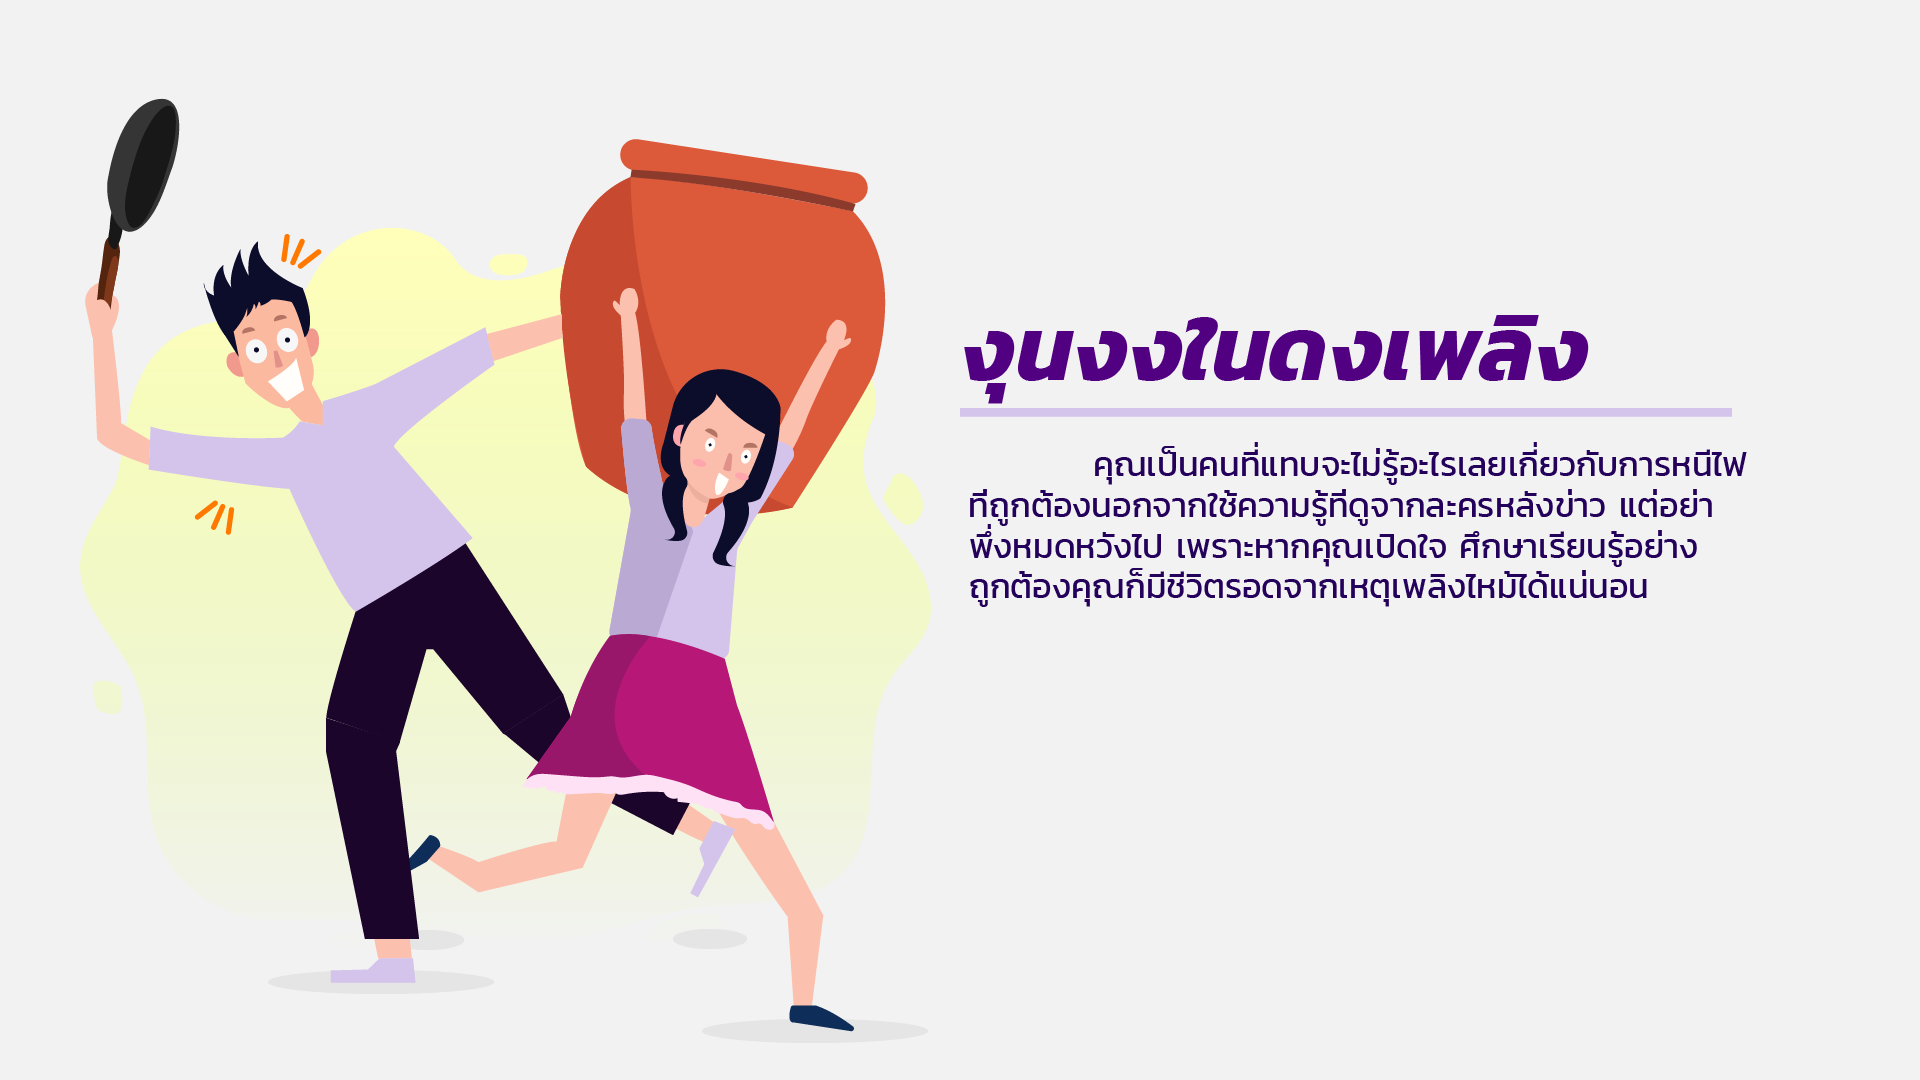 งุนงงในดงเพลิง
คุณเป็นคนที่แทบจะไม่รู้อะไรเลยเกี่ยวกับการหนีไฟ
ที่ถูกต้องนอกจากใช้ความรู้ที่ดูจากละครหลังข่าว แต่อย่า
พึ่งหมดหวังไป เพราะหากคุณเปิดใจ ศึกษาเรียนรู้อย่าง
ถูกต้องคุณก็มีชีวิตรอดจากเหตุเพลิงไหม้ได้แน่นอน